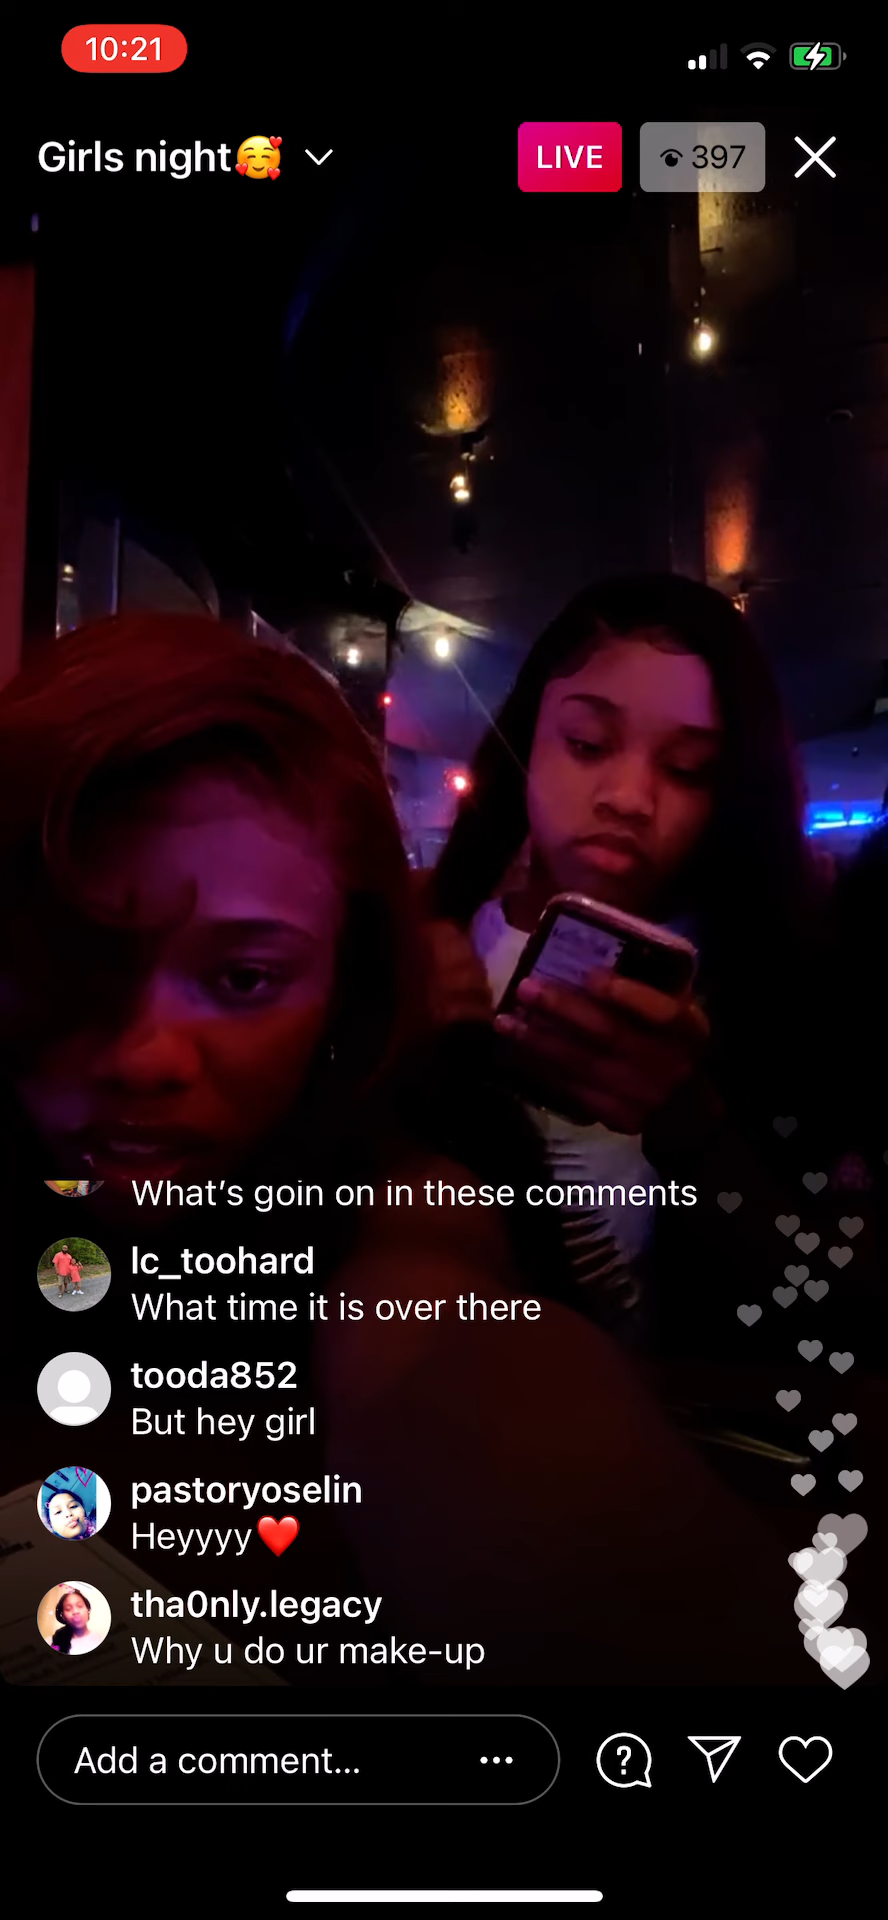 10:21
Girls night🥰
LIVE
397
What's goin on in these comments
lc_toohard
What time it is over there
tooda852
But hey girl
pastoryoselin
Heyyyy❤️
tha0nly.legacy
Why u do ur make-up
Add a comment...